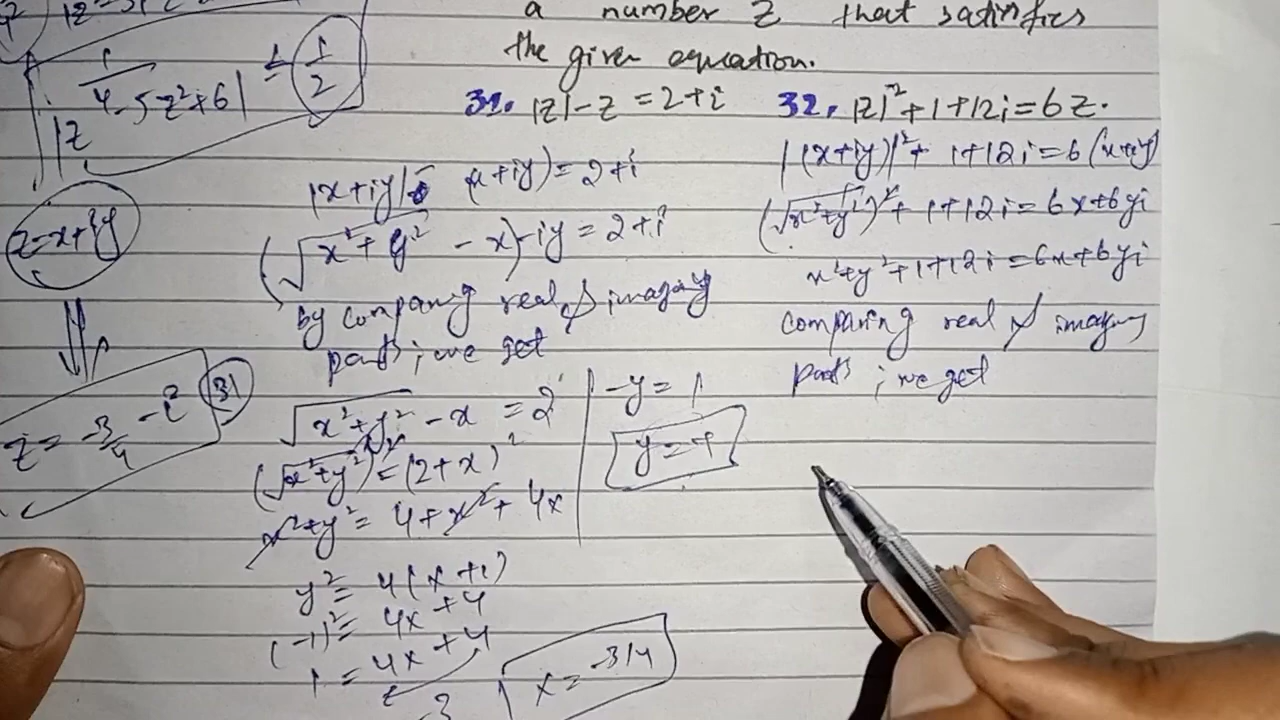 a number z that satisfies
the given equation.
4-5z²+6| ≤ 1/2
|z
z=x+iy
z = -3/4 - i (31)
31. |z|-z = 2+i
|x+iy|- (x+iy)=2+i
(√x²+y² - x)-iy = 2+i
by comparing real & imaginary
parts; we get
√x²+y² - x = 2
(√x²+y²)² = (2+x)²
x²+y² = 4+x²+4x
y² = 4(x+1)
(-1)² = 4x+4
1 = 4x+4
x = -3/4
-y = 1
y = -1
32. |z|²+1+12i=6z.
|(x+iy)|²+1+12i=6(x+iy)
(√x²+y²)²+1+12i=6x+6yi
x²+y²+1+12i=6x+6yi
comparing real & imaginary
parts; we get